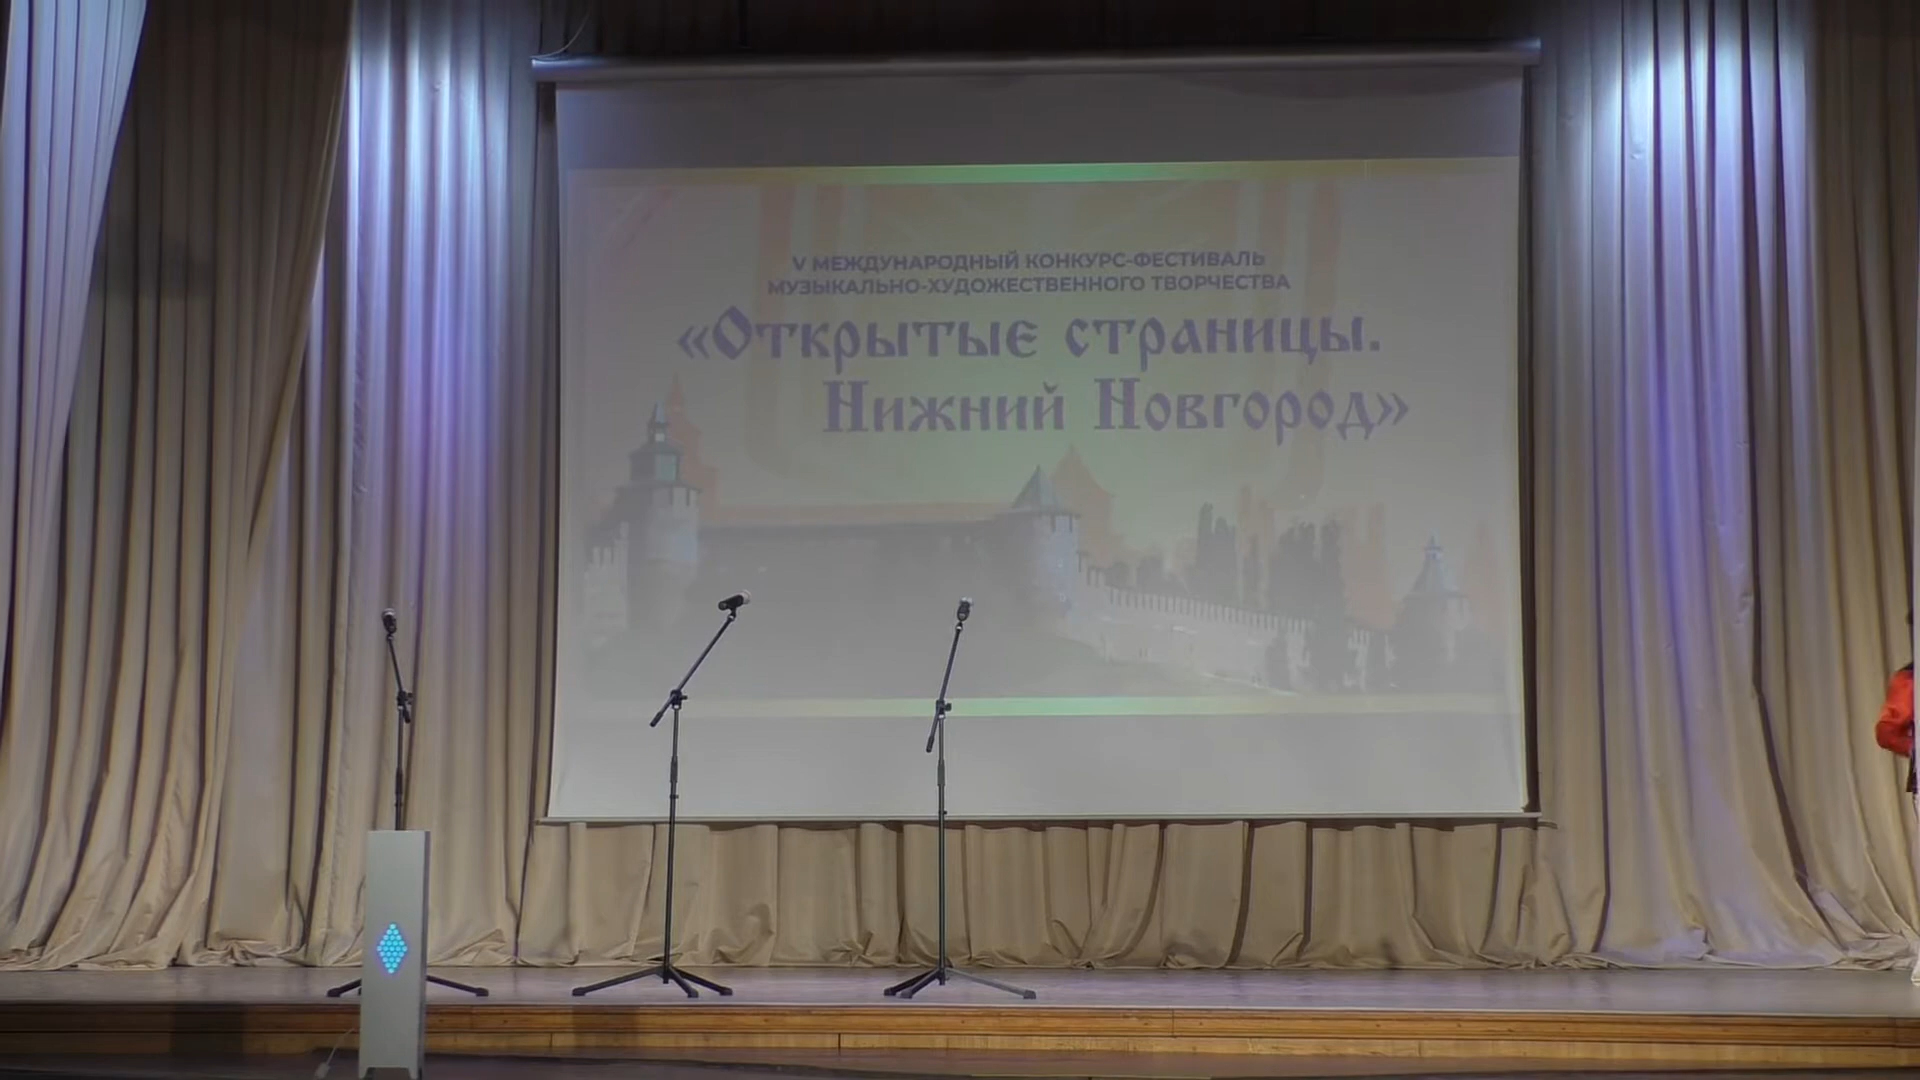 V МЕЖДУНАРОДНЫЙ КОНКУРС-ФЕСТИВАЛЬ
МУЗЫКАЛЬНО-ХУДОЖЕСТВЕННОГО ТВОРЧЕСТВА
«Открытые страницы.
Нижний Новгород»